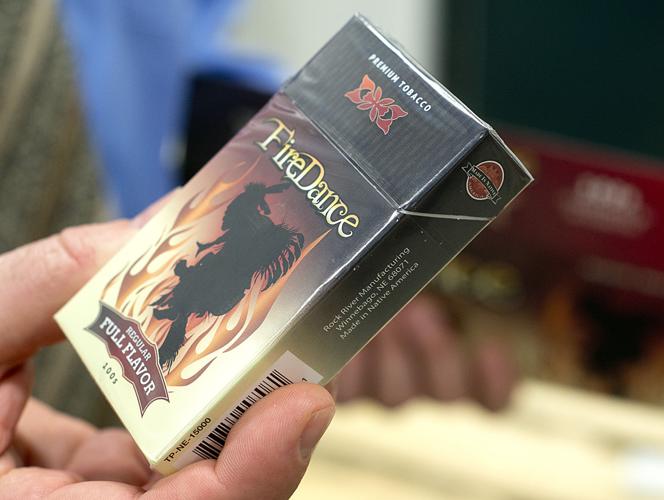 PREMIUM TOBACCO
FireDance
REGULAR
FULL FLAVOR
100s
Rock River Manufacturing
Winnebago, NE 68071
Made in Native America
TP-NE-15000